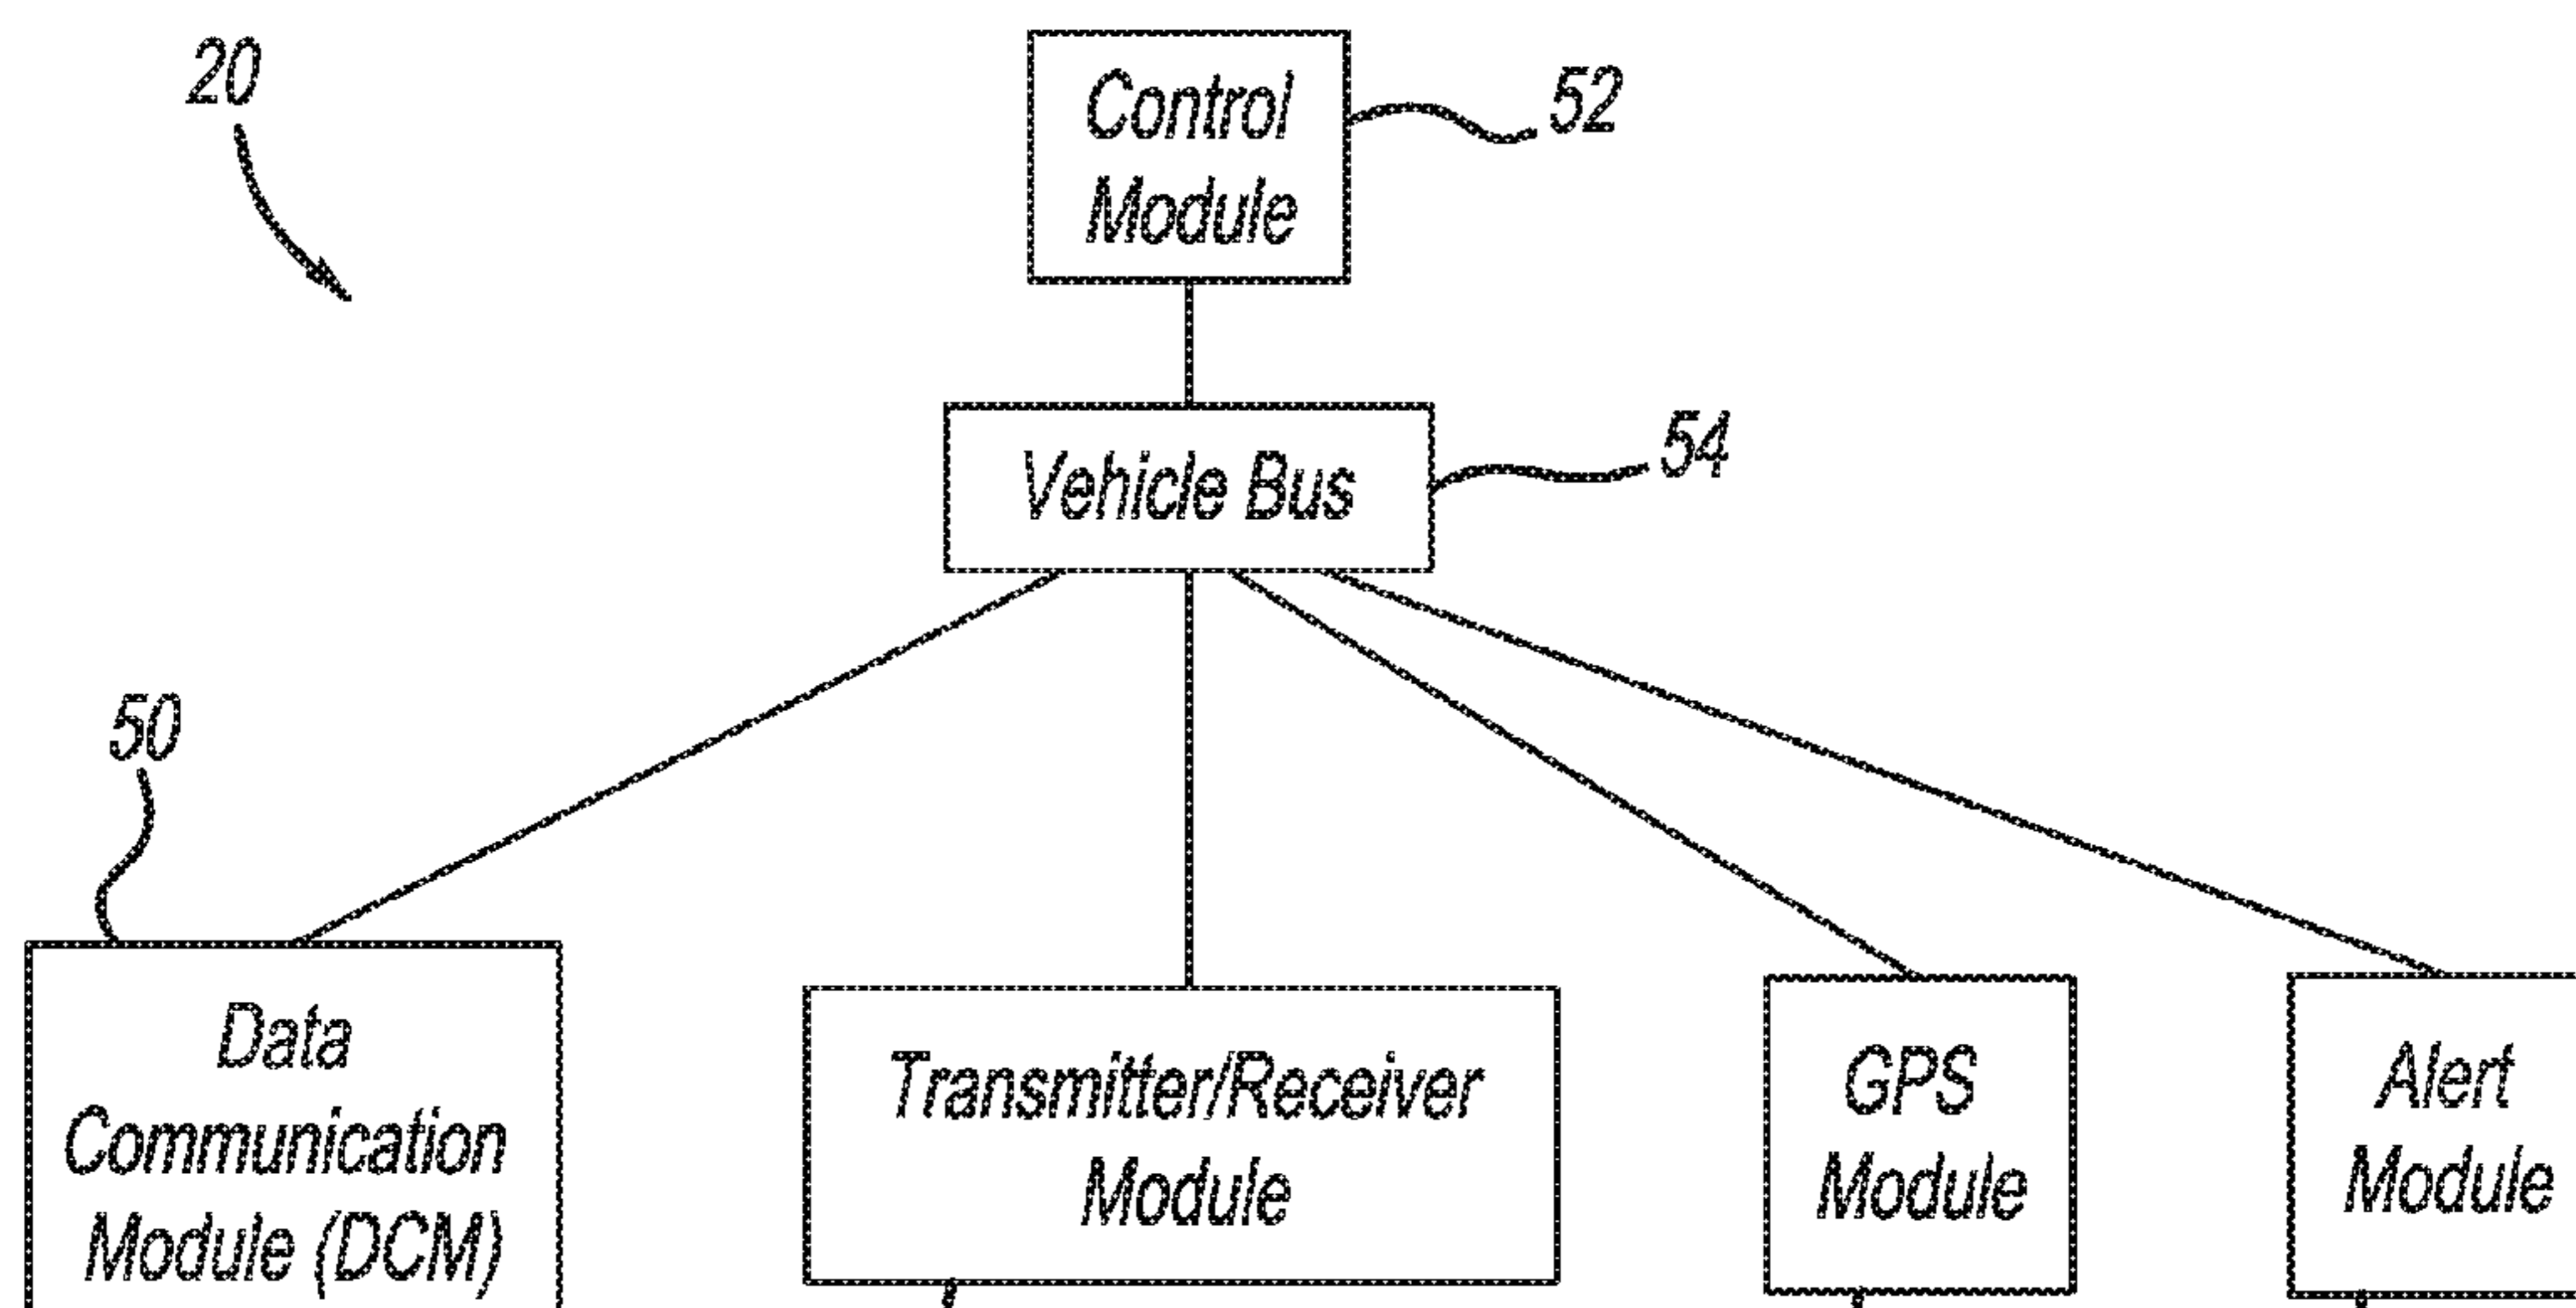 20
Control
Module
52
Vehicle Bus
54
50
Data
Communication
Module (DCM)
Transmitter/Receiver
Module
GPS
Module
Alert
Module